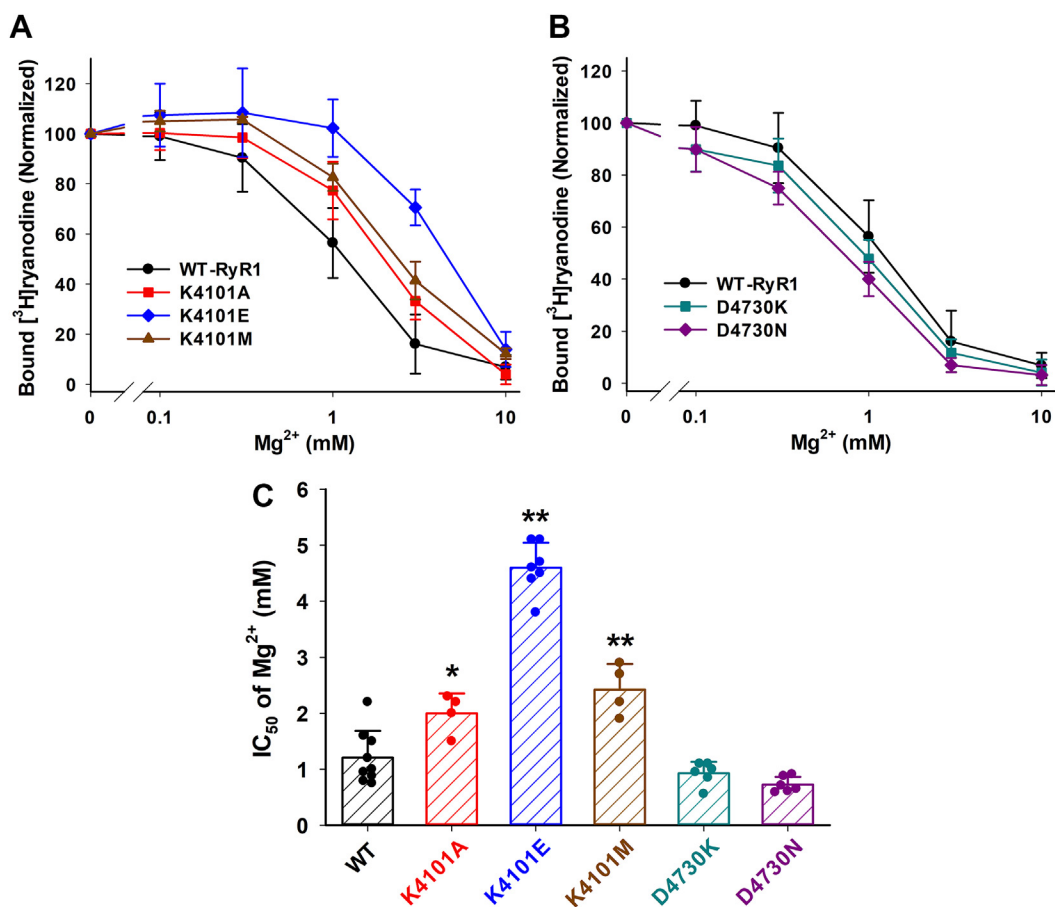 A
B
Bound [³H]ryanodine (Normalized)
120
100
80
60
40
20
0
WT-RyR1
K4101A
K4101E
K4101M
0
0.1
1
10
Mg²⁺ (mM)
Bound [³H]ryanodine (Normalized)
120
100
80
60
40
20
0
WT-RyR1
D4730K
D4730N
0
0.1
1
10
Mg²⁺ (mM)
C
IC₅₀ of Mg²⁺ (mM)
6
5
4
3
2
1
0
*
**
**
WT
K4101A
K4101E
K4101M
D4730K
D4730N